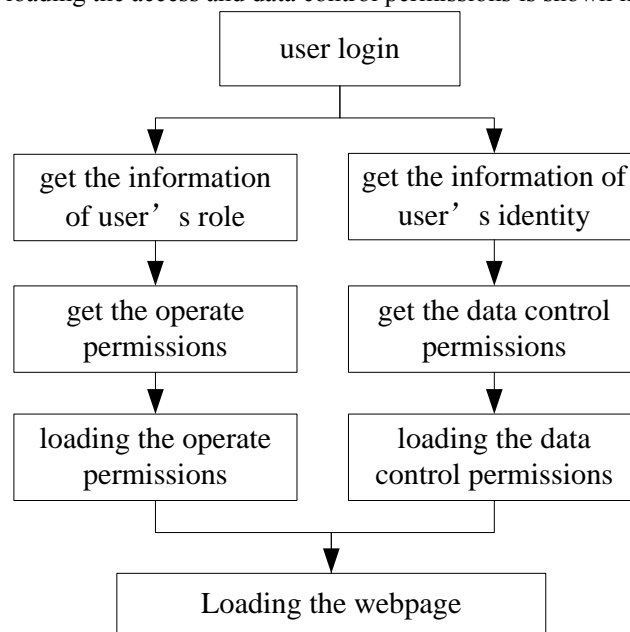 loading the access and data control permissions is shown
user login
get the information
of user’s role
get the information of
user’s identity
get the operate
permissions
get the data control
permissions
loading the operate
permissions
loading the data
control permissions
Loading the webpage